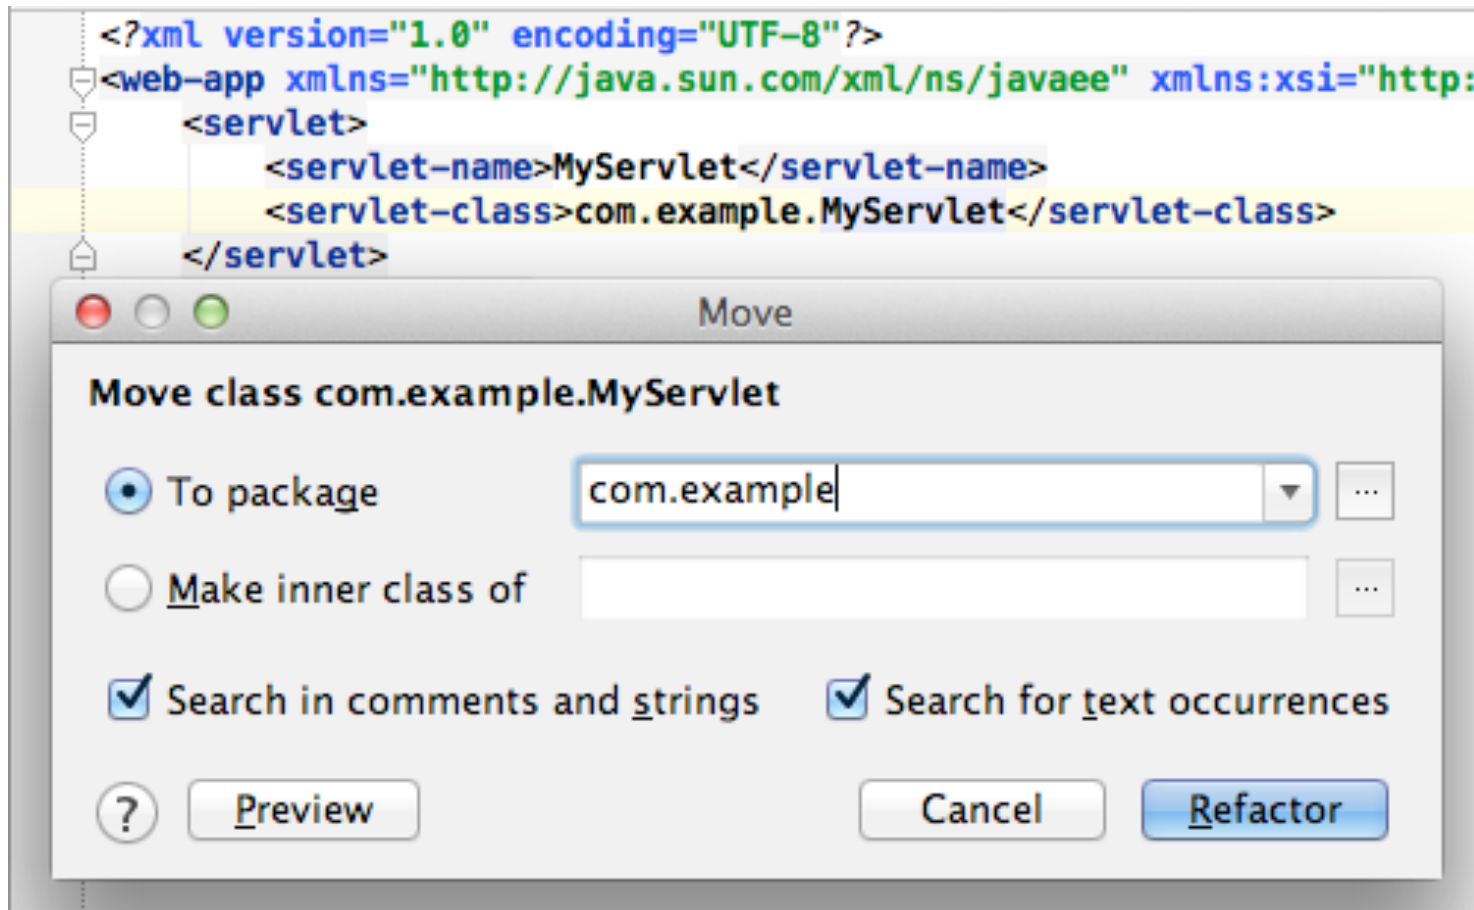 <?xml version="1.0" encoding="UTF-8"?>
<web-app xmlns="http://java.sun.com/xml/ns/javaee" xmlns:xsi="http:
<servlet>
<servlet-name>MyServlet</servlet-name>
<servlet-class>com.example.MyServlet</servlet-class>
</servlet>
Move
Move class com.example.MyServlet
To package com.example ...
Make inner class of ...
Search in comments and strings Search for text occurrences
? Preview Cancel Refactor